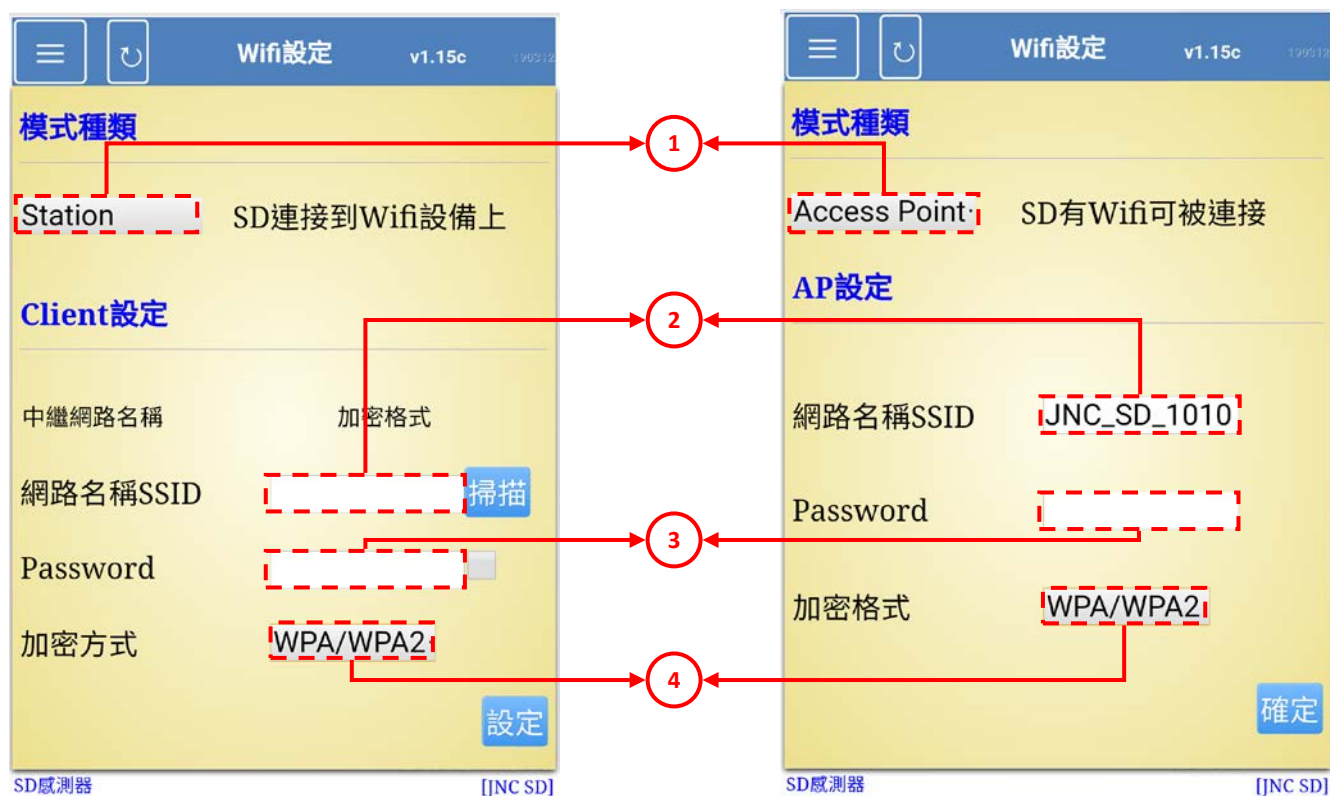 Wifi設定 v1.15c 190312
模式種類
Station SD連接到Wifi設備上
Client設定
中繼網路名稱 加密格式
網路名稱SSID 掃描
Password
加密方式 WPA/WPA2
設定
SD感測器 [JNC SD]
1
2
3
4
Wifi設定 v1.15c 190312
模式種類
Access Point SD有Wifi可被連接
AP設定
網路名稱SSID JNC_SD_1010
Password
加密格式 WPA/WPA2
確定
SD感測器 [JNC SD]